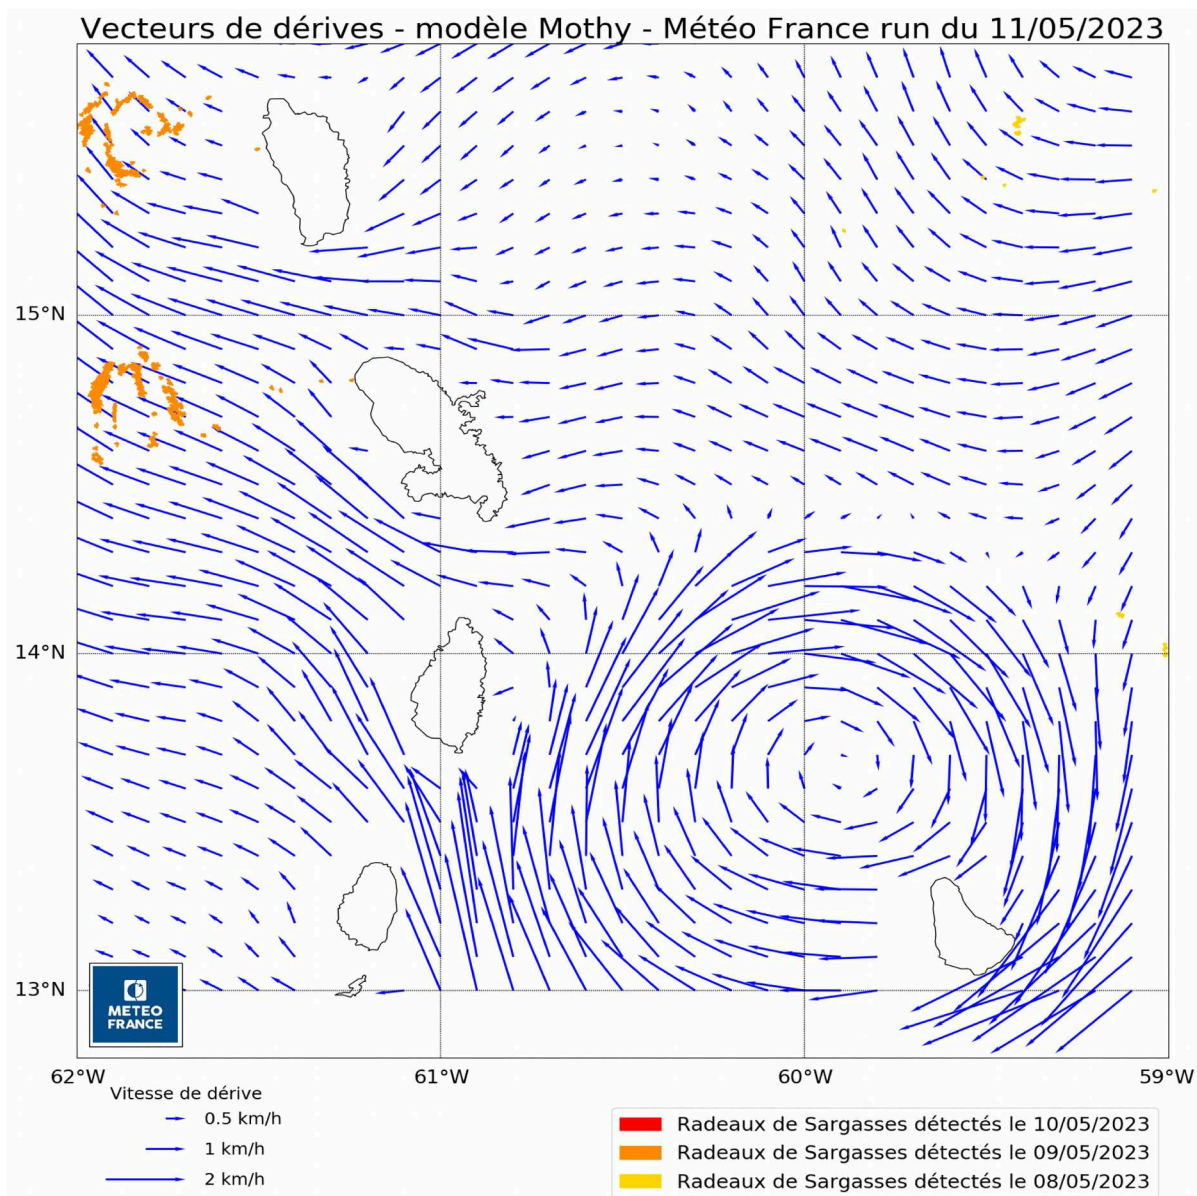 Vecteurs de dérives - modèle Mothy - Météo France run du 11/05/2023
15°N
14°N
13°N
METEO
FRANCE
62°W
61°W
60°W
59°W
Vitesse de dérive
0.5 km/h
1 km/h
2 km/h
Radeaux de Sargasses détectés le 10/05/2023
Radeaux de Sargasses détectés le 09/05/2023
Radeaux de Sargasses détectés le 08/05/2023